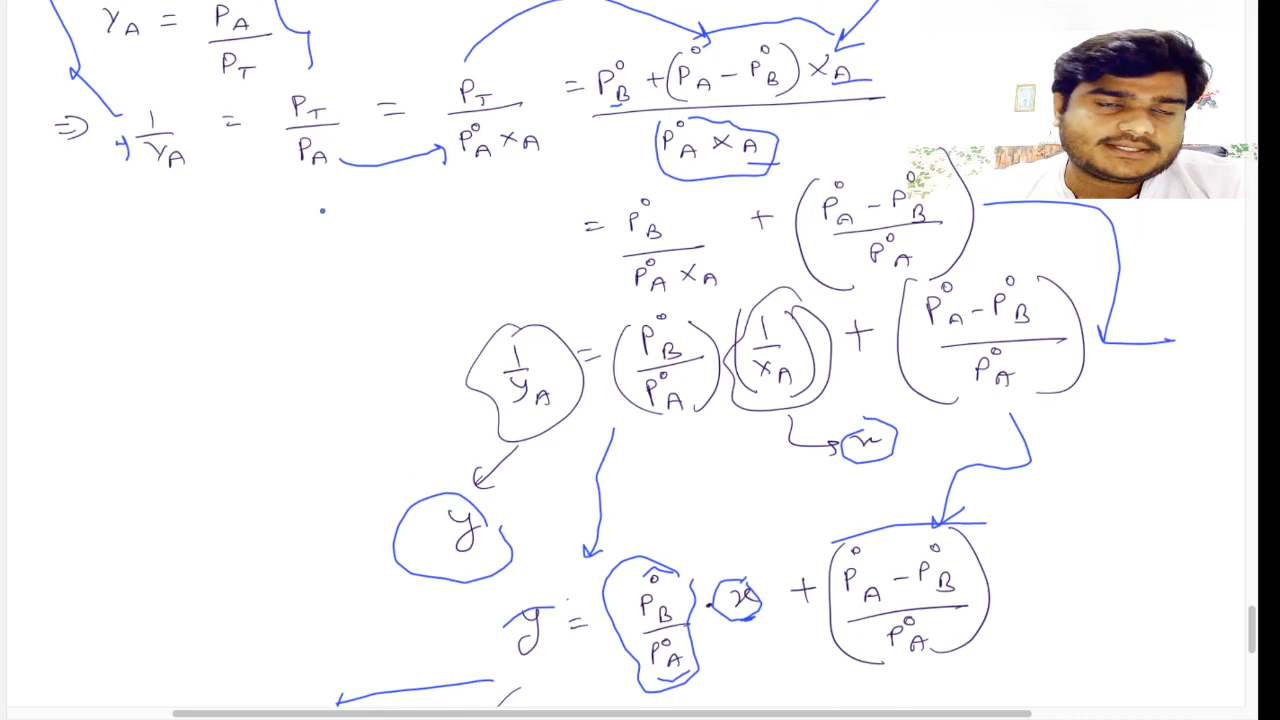 Y_A = P_A / P_T
⇒ 1/Y_A = P_T / P_A = P_T / (P°_A X_A) = (P°_B + (P°_A − P°_B) X_A) / (P°_A X_A)
= P°_B / (P°_A X_A) + ((P°_A − P°_B) / P°_A)
1/y_A = (P°_B / P°_A) (1/x_A) + ((P°_A − P°_B) / P°_A)
x
y
y = P°_B / P°_A . x + ((P°_A − P°_B) / P°_A)